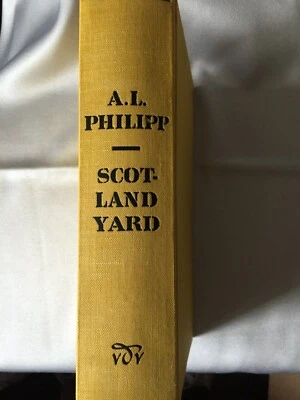 A.L.
PHILIPP
SCOT-
LAND
YARD
VDV